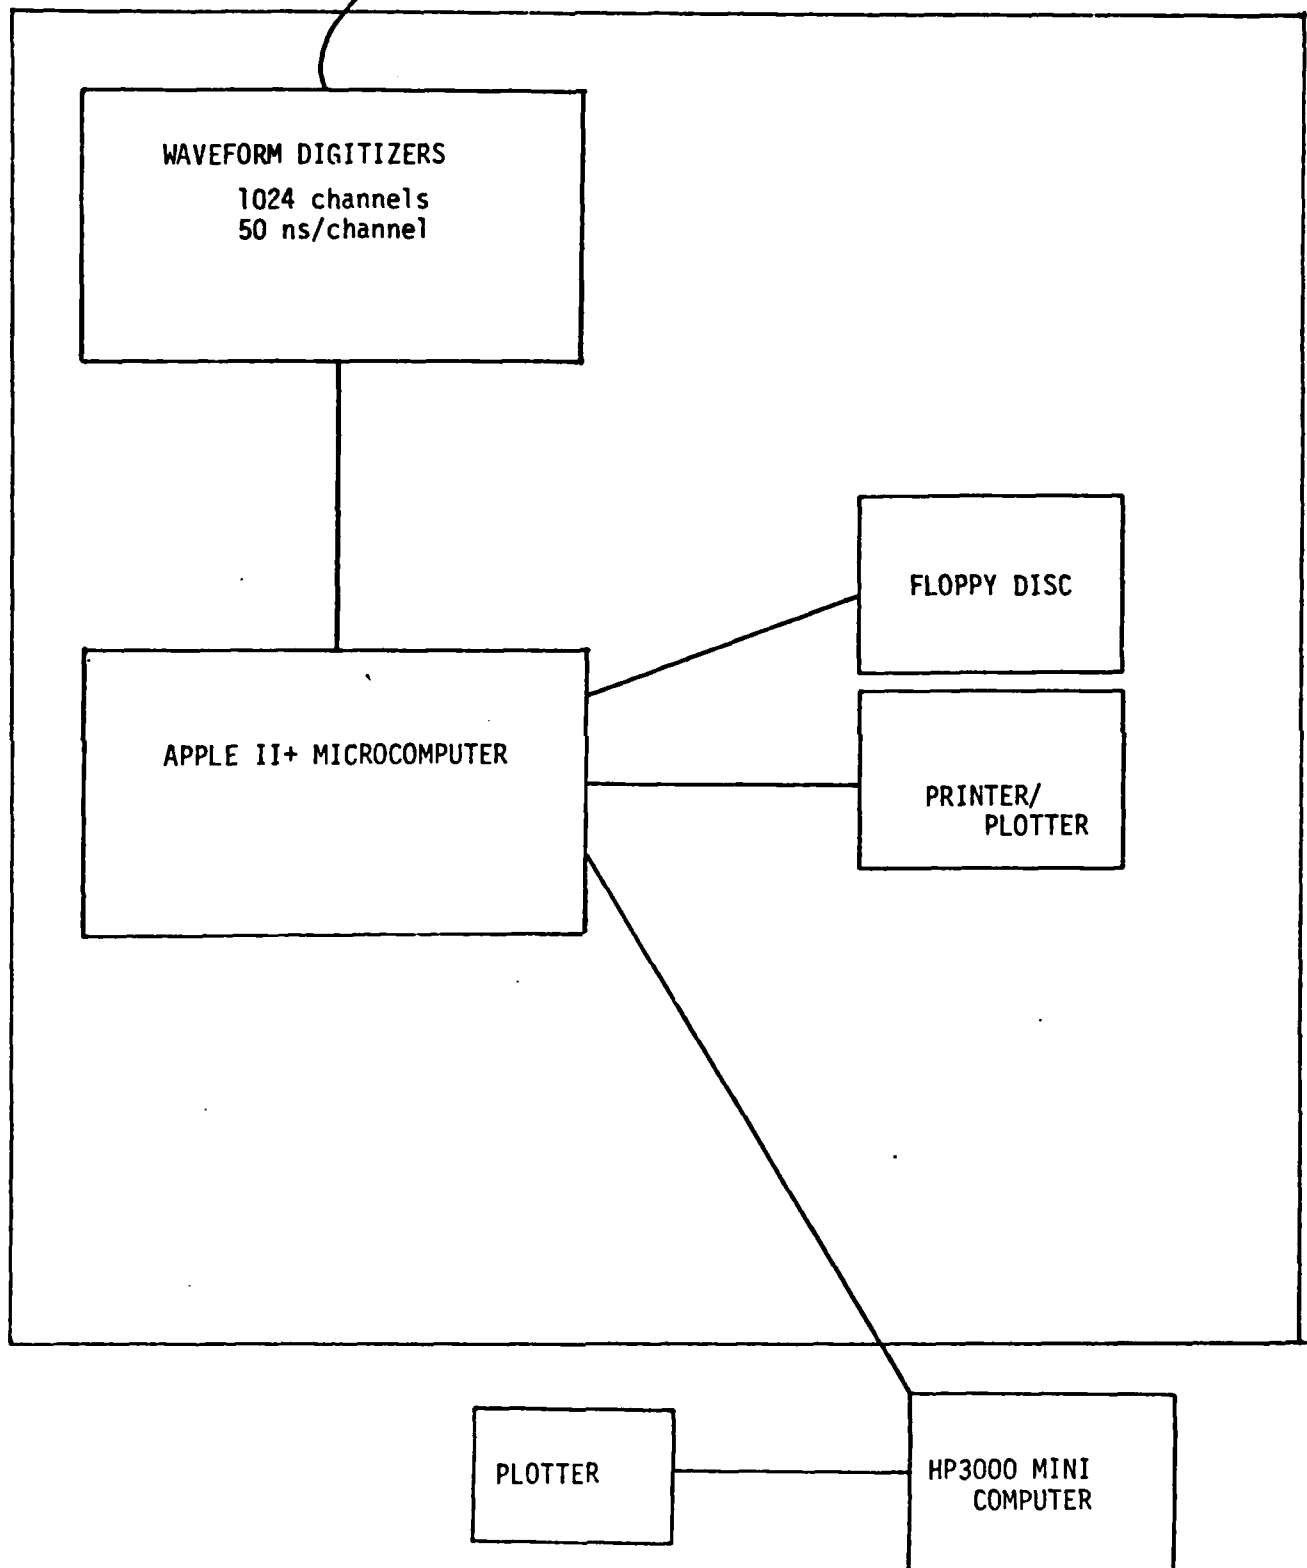 WAVEFORM DIGITIZERS
1024 channels
50 ns/channel
FLOPPY DISC
APPLE II+ MICROCOMPUTER
PRINTER/
PLOTTER
PLOTTER
HP3000 MINI
COMPUTER